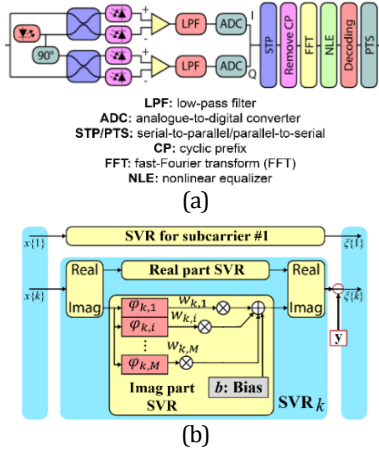 +
-
+
-
90°
LPF
ADC
I
LPF
ADC
Q
STP
Remove CP
FFT
NLE
Decoding
PTS
LPF: low-pass filter
ADC: analogue-to-digital converter
STP/PTS: serial-to-parallel/parallel-to-serial
CP: cyclic prefix
FFT: fast-Fourier transform (FFT)
NLE: nonlinear equalizer
(a)
x{1}
SVR for subcarrier #1
ξ{1}
x{k}
Real
Imag
Real part SVR
Real
Imag
ξ{k}
φk,1
wk,1
φk,i
wk,i
⋮
wk,M
φk,M
Imag part
SVR
b: Bias
SVRk
y
(b)